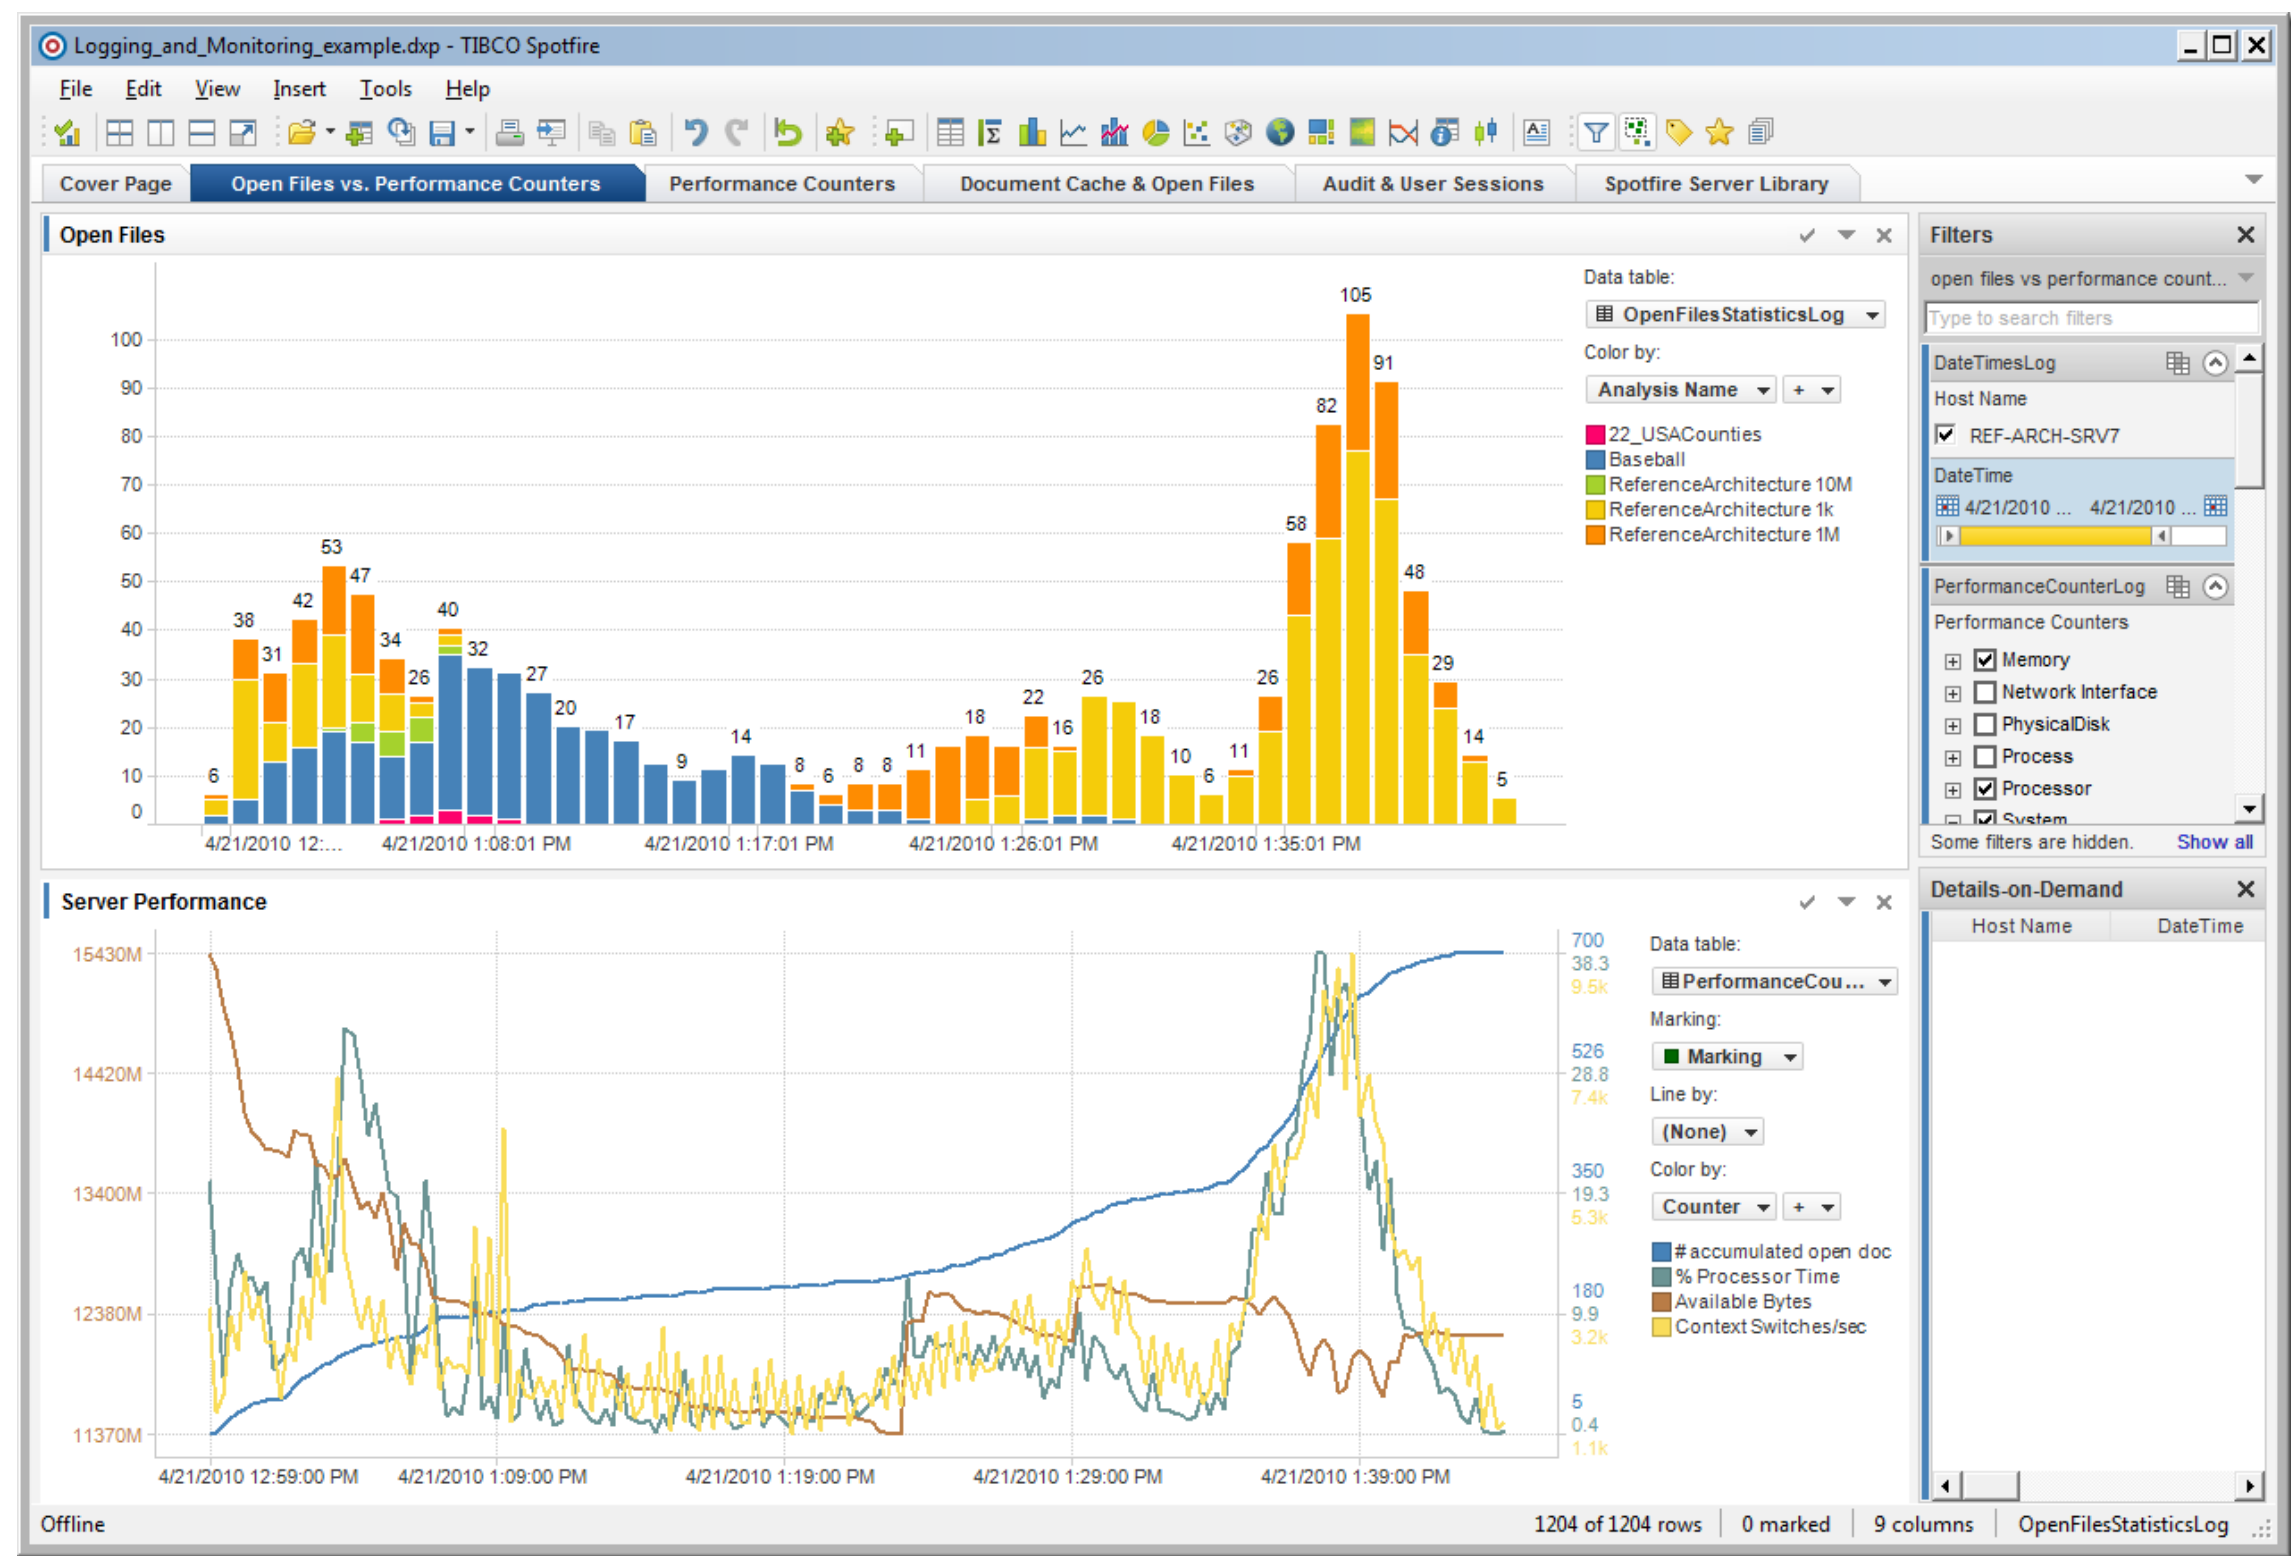 Logging_and_Monitoring_example.dxp - TIBCO Spotfire
File Edit View Insert Tools Help
Cover Page Open Files vs. Performance Counters Performance Counters Document Cache & Open Files Audit & User Sessions Spotfire Server Library
Open Files
100
90
80
70
60
50
40
30
20
10
0
6 38 31 42 53 47 34 26 40 32 27 20 17 9 14 8 6 8 8 11 18 22 16 26 18 10 6 11 26 58 82 105 91 48 29 14 5
4/21/2010 12:... 4/21/2010 1:08:01 PM 4/21/2010 1:17:01 PM 4/21/2010 1:26:01 PM 4/21/2010 1:35:01 PM
Data table:
OpenFilesStatisticsLog
Color by:
Analysis Name +
22_USACounties
Baseball
ReferenceArchitecture 10M
ReferenceArchitecture 1k
ReferenceArchitecture 1M
Server Performance
15430M
14420M
13400M
12380M
11370M
700
38.3
9.5k
526
28.8
7.4k
350
19.3
5.3k
180
9.9
3.2k
5
0.4
1.1k
4/21/2010 12:59:00 PM 4/21/2010 1:09:00 PM 4/21/2010 1:19:00 PM 4/21/2010 1:29:00 PM 4/21/2010 1:39:00 PM
Data table:
PerformanceCou...
Marking:
Marking
Line by:
(None)
Color by:
Counter +
# accumulated open doc
% Processor Time
Available Bytes
Context Switches/sec
Filters
open files vs performance count...
Type to search filters
DateTimesLog
Host Name
REF-ARCH-SRV7
DateTime
4/21/2010 ... 4/21/2010 ...
PerformanceCounterLog
Performance Counters
Memory
Network Interface
PhysicalDisk
Process
Processor
System
Some filters are hidden. Show all
Details-on-Demand
Host Name DateTime
Offline
1204 of 1204 rows 0 marked 9 columns OpenFilesStatisticsLog